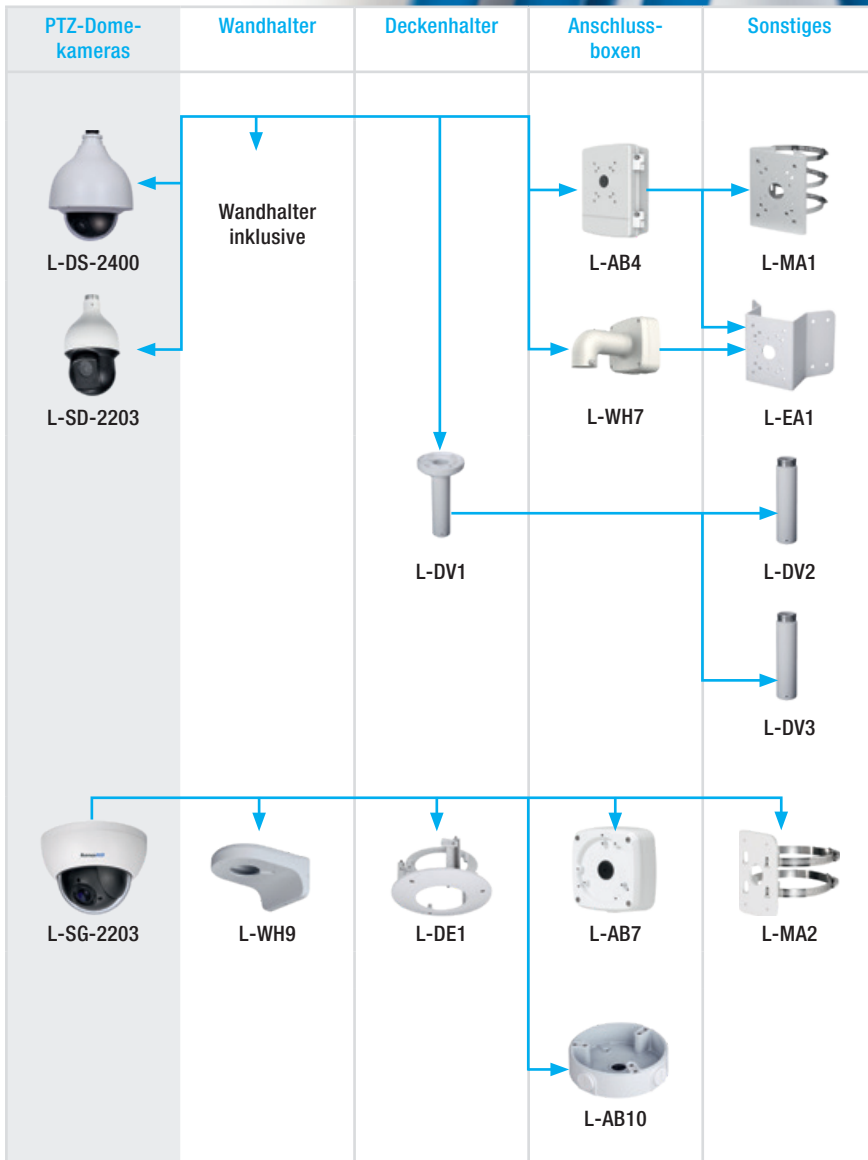 PTZ-Dome-
kameras
Wandhalter
Deckenhalter
Anschluss-
boxen
Sonstiges
Wandhalter
inklusive
L-DS-2400
L-AB4
L-MA1
L-SD-2203
L-WH7
L-EA1
L-DV1
L-DV2
L-DV3
L-SG-2203
L-WH9
L-DE1
L-AB7
L-MA2
L-AB10